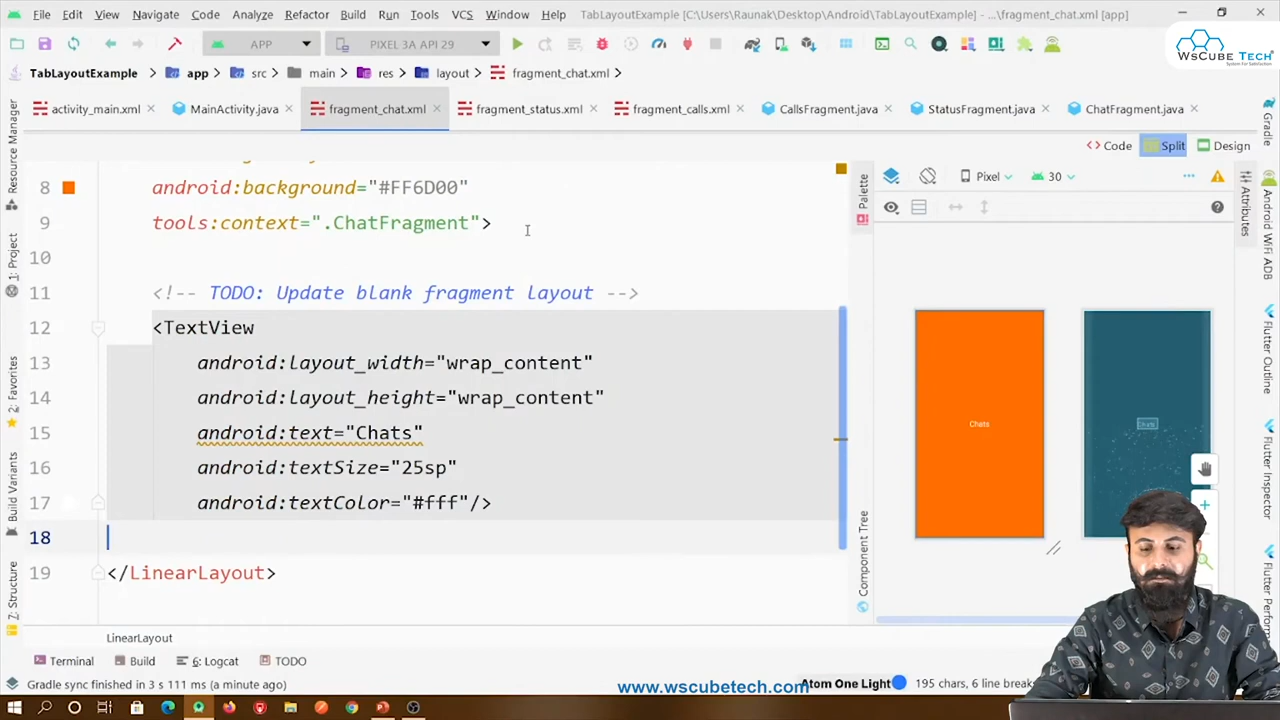 File Edit View Navigate Code Analyze Refactor Build Run Tools VCS Window Help TabLayoutExample [C:\Users\Raunak\Desktop\Android\TabLayoutExample] - ...\fragment_chat.xml [app]
WsCube Tech
APP PIXEL 3A API 29
TabLayoutExample app src main res layout fragment_chat.xml
activity_main.xml MainActivity.java fragment_chat.xml fragment_status.xml fragment_calls.xml CallsFragment.java StatusFragment.java ChatFragment.java
Code Split Design
Pixel 30
8 android:background="#FF6D00"
9 tools:context=".ChatFragment">
10
11 <!-- TODO: Update blank fragment layout -->
12 <TextView
13 android:layout_width="wrap_content"
14 android:layout_height="wrap_content"
15 android:text="Chats"
16 android:textSize="25sp"
17 android:textColor="#fff"/>
18
19 </LinearLayout>
Chats
Chats
LinearLayout
Terminal Build 6: Logcat TODO
Gradle sync finished in 3 s 111 ms (a minute ago)
www.wscubetech.com
Atom One Light 195 chars, 6 line breaks
Resource Manager
1: Project
2: Favorites
Build Variants
7: Structure
Palette
Component Tree
Attributes
Gradle
Android WiFi ADB
Flutter Outline
Flutter Inspector
Flutter Perform